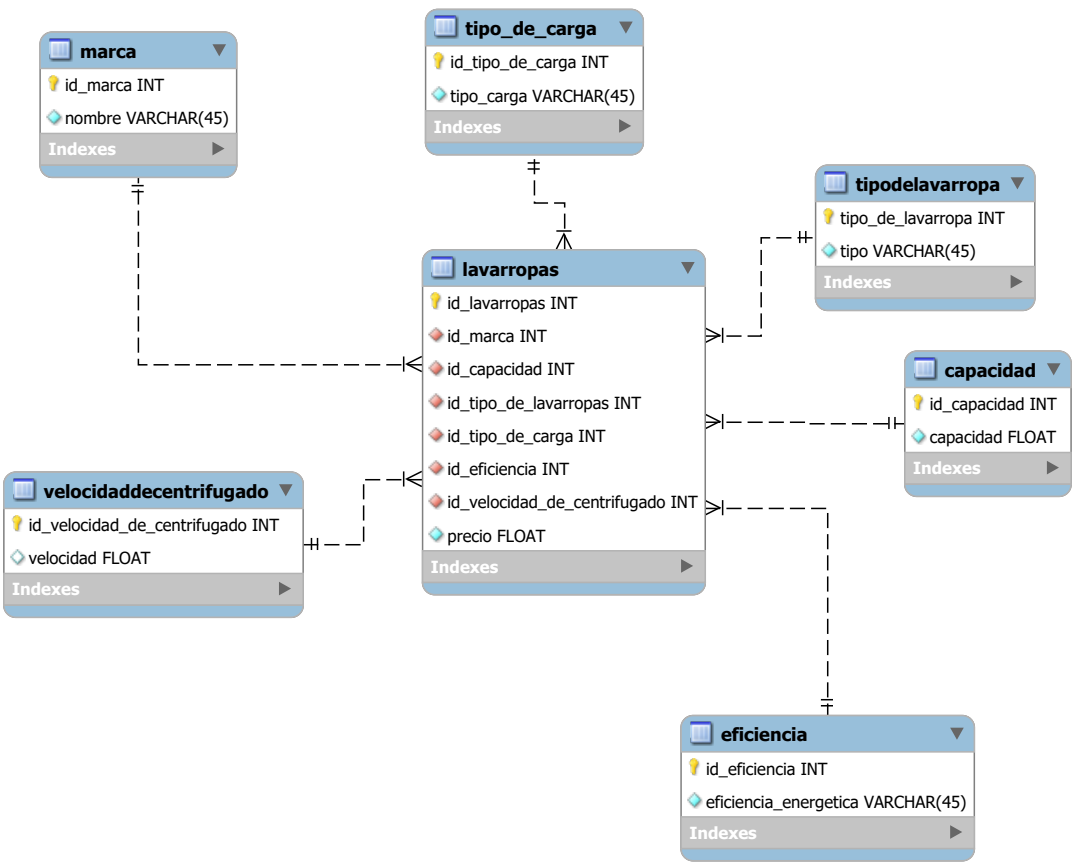 marca
id_marca INT
nombre VARCHAR(45)
Indexes
tipo_de_carga
id_tipo_de_carga INT
tipo_carga VARCHAR(45)
Indexes
tipodelavarropa
tipo_de_lavarropa INT
tipo VARCHAR(45)
Indexes
lavarropas
id_lavarropas INT
id_marca INT
id_capacidad INT
id_tipo_de_lavarropas INT
id_tipo_de_carga INT
id_eficiencia INT
id_velocidad_de_centrifugado INT
precio FLOAT
Indexes
capacidad
id_capacidad INT
capacidad FLOAT
Indexes
velocidaddecentrifugado
id_velocidad_de_centrifugado INT
velocidad FLOAT
Indexes
eficiencia
id_eficiencia INT
eficiencia_energetica VARCHAR(45)
Indexes